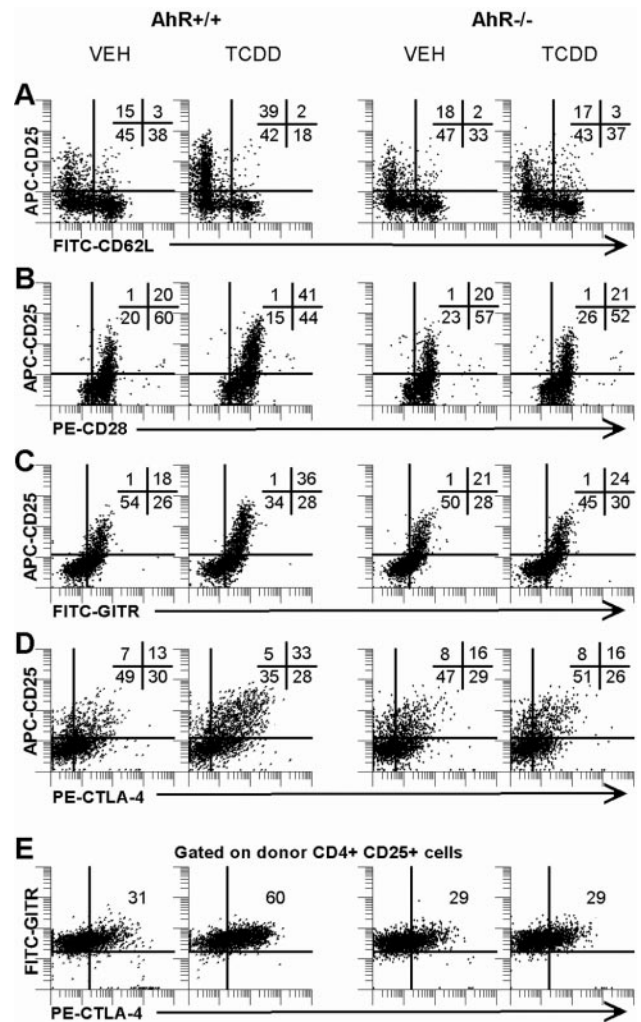 AhR+/+ AhR-/-
VEH TCDD VEH TCDD
A
APC-CD25
15 3 39 2 18 2 17 3
45 38 42 18 47 33 43 37
FITC-CD62L
B
APC-CD25
1 20 1 41 1 20 1 21
20 60 15 44 23 57 26 52
PE-CD28
C
APC-CD25
1 18 1 36 1 21 1 24
54 26 34 28 50 28 45 30
FITC-GITR
D
APC-CD25
7 13 5 33 8 16 8 16
49 30 35 28 47 29 51 26
PE-CTLA-4
E
Gated on donor CD4+ CD25+ cells
FITC-GITR
31 60 29 29
PE-CTLA-4